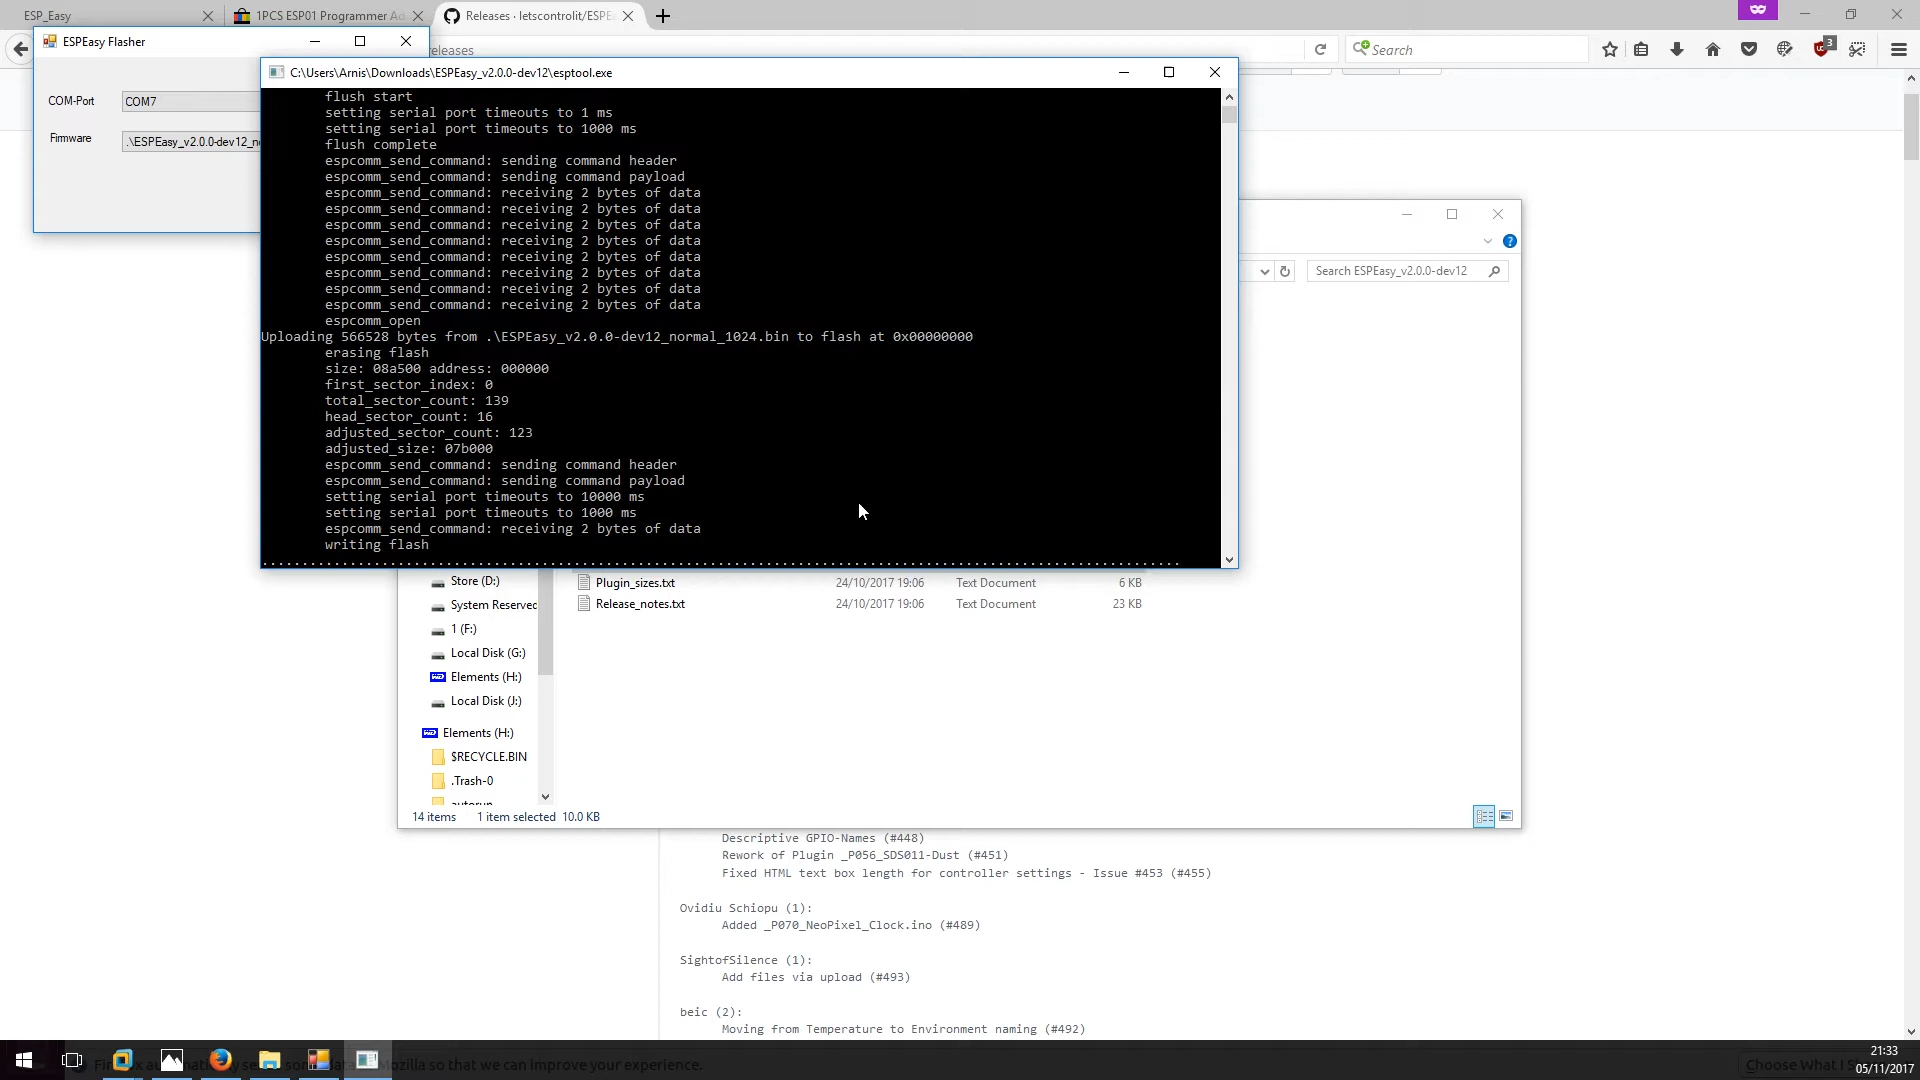 ESP_Easy
1PCS ESP01 Programmer Ad
Releases · letscontrolit/ESPE
ESPEasy Flasher
releases
Search
3
C:\Users\Arnis\Downloads\ESPEasy_v2.0.0-dev12\esptool.exe
COM-Port
COM7
Firmware
.\ESPEasy_v2.0.0-dev12_n
flush start
setting serial port timeouts to 1 ms
setting serial port timeouts to 1000 ms
flush complete
espcomm_send_command: sending command header
espcomm_send_command: sending command payload
espcomm_send_command: receiving 2 bytes of data
espcomm_send_command: receiving 2 bytes of data
espcomm_send_command: receiving 2 bytes of data
espcomm_send_command: receiving 2 bytes of data
espcomm_send_command: receiving 2 bytes of data
espcomm_send_command: receiving 2 bytes of data
espcomm_send_command: receiving 2 bytes of data
espcomm_send_command: receiving 2 bytes of data
espcomm_open
Uploading 566528 bytes from .\ESPEasy_v2.0.0-dev12_normal_1024.bin to flash at 0x00000000
erasing flash
size: 08a500 address: 000000
first_sector_index: 0
total_sector_count: 139
head_sector_count: 16
adjusted_sector_count: 123
adjusted_size: 07b000
espcomm_send_command: sending command header
espcomm_send_command: sending command payload
setting serial port timeouts to 10000 ms
setting serial port timeouts to 1000 ms
espcomm_send_command: receiving 2 bytes of data
writing flash
Search ESPEasy_v2.0.0-dev12
Store (D:)
System Reserved
1 (F:)
Local Disk (G:)
Elements (H:)
Local Disk (J:)
Elements (H:)
$RECYCLE.BIN
.Trash-0
autorun
Plugin_sizes.txt 24/10/2017 19:06 Text Document 6 KB
Release_notes.txt 24/10/2017 19:06 Text Document 23 KB
14 items 1 item selected 10.0 KB
Descriptive GPIO-Names (#448)
Rework of Plugin _P056_SDS011-Dust (#451)
Fixed HTML text box length for controller settings - Issue #453 (#455)
Ovidiu Schiopu (1):
Added _P070_NeoPixel_Clock.ino (#489)
SightofSilence (1):
Add files via upload (#493)
beic (2):
Moving from Temperature to Environment naming (#492)
so that we can improve your experience.
Choose What I
21:33
05/11/2017